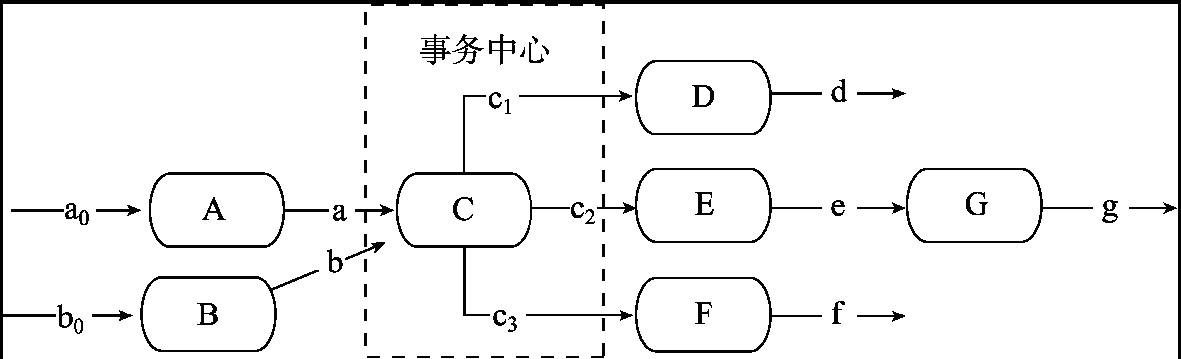 事务中心
c₁ D d
a₀ A a C c₂ E e G g
b
b₀ B c₃ F f